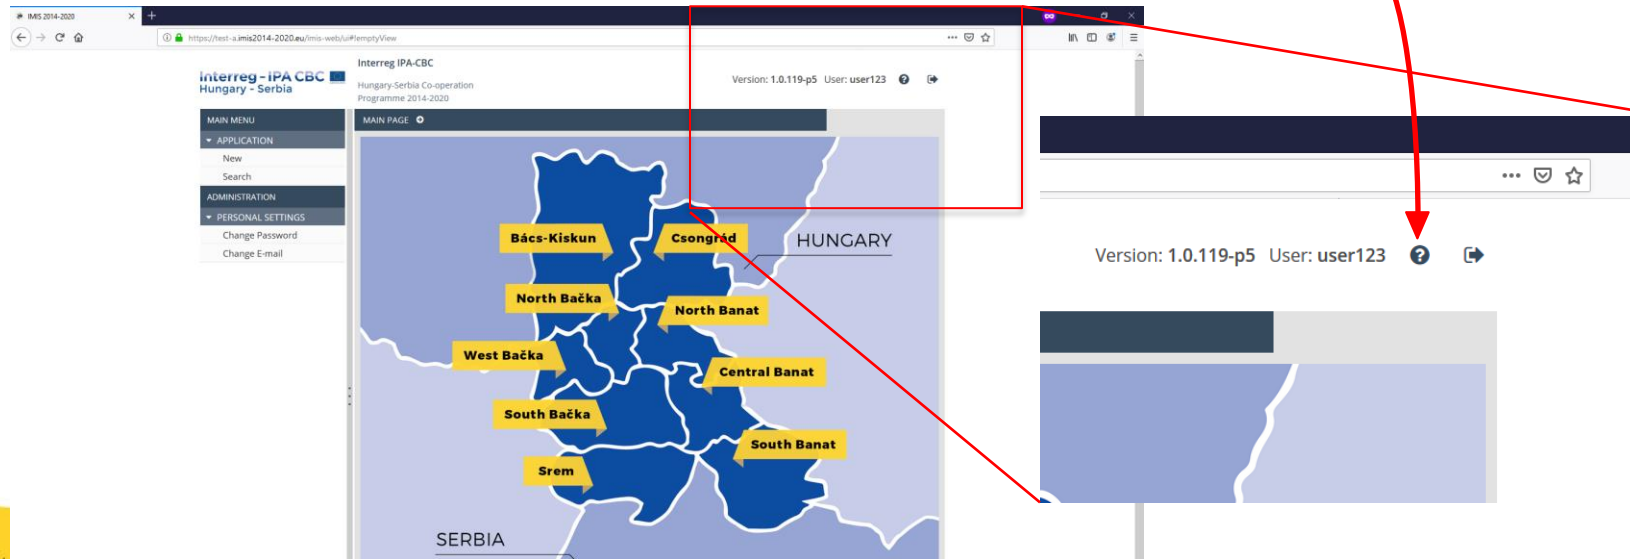 IMIS 2014-2020
https://test-a.imis2014-2020.eu/imis-web/ui#!emptyView
Interreg - IPA CBC
Hungary - Serbia
Interreg IPA-CBC
Hungary-Serbia Co-operation
Programme 2014-2020
Version: 1.0.119-p5 User: user123
MAIN MENU
APPLICATION
New
Search
ADMINISTRATION
PERSONAL SETTINGS
Change Password
Change E-mail
MAIN PAGE
Bács-Kiskun
Csongrád
HUNGARY
North Bačka
North Banat
West Bačka
Central Banat
South Bačka
South Banat
Srem
SERBIA
Version: 1.0.119-p5 User: user123